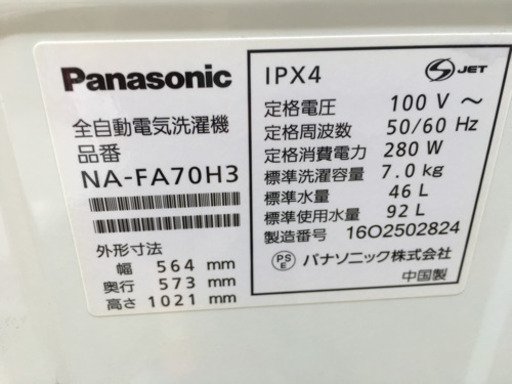 Panasonic
全自動電気洗濯機
品番
NA-FA70H3
外形寸法
幅 564 mm
奥行 573 mm
高さ 1021 mm
IPX4
S JET
定格電圧 100 V ～
定格周波数 50/60 Hz
定格消費電力 280 W
標準洗濯容量 7.0 kg
標準水量 46 L
標準使用水量 92 L
製造番号 16O2502824
PS E パナソニック株式会社
中国製